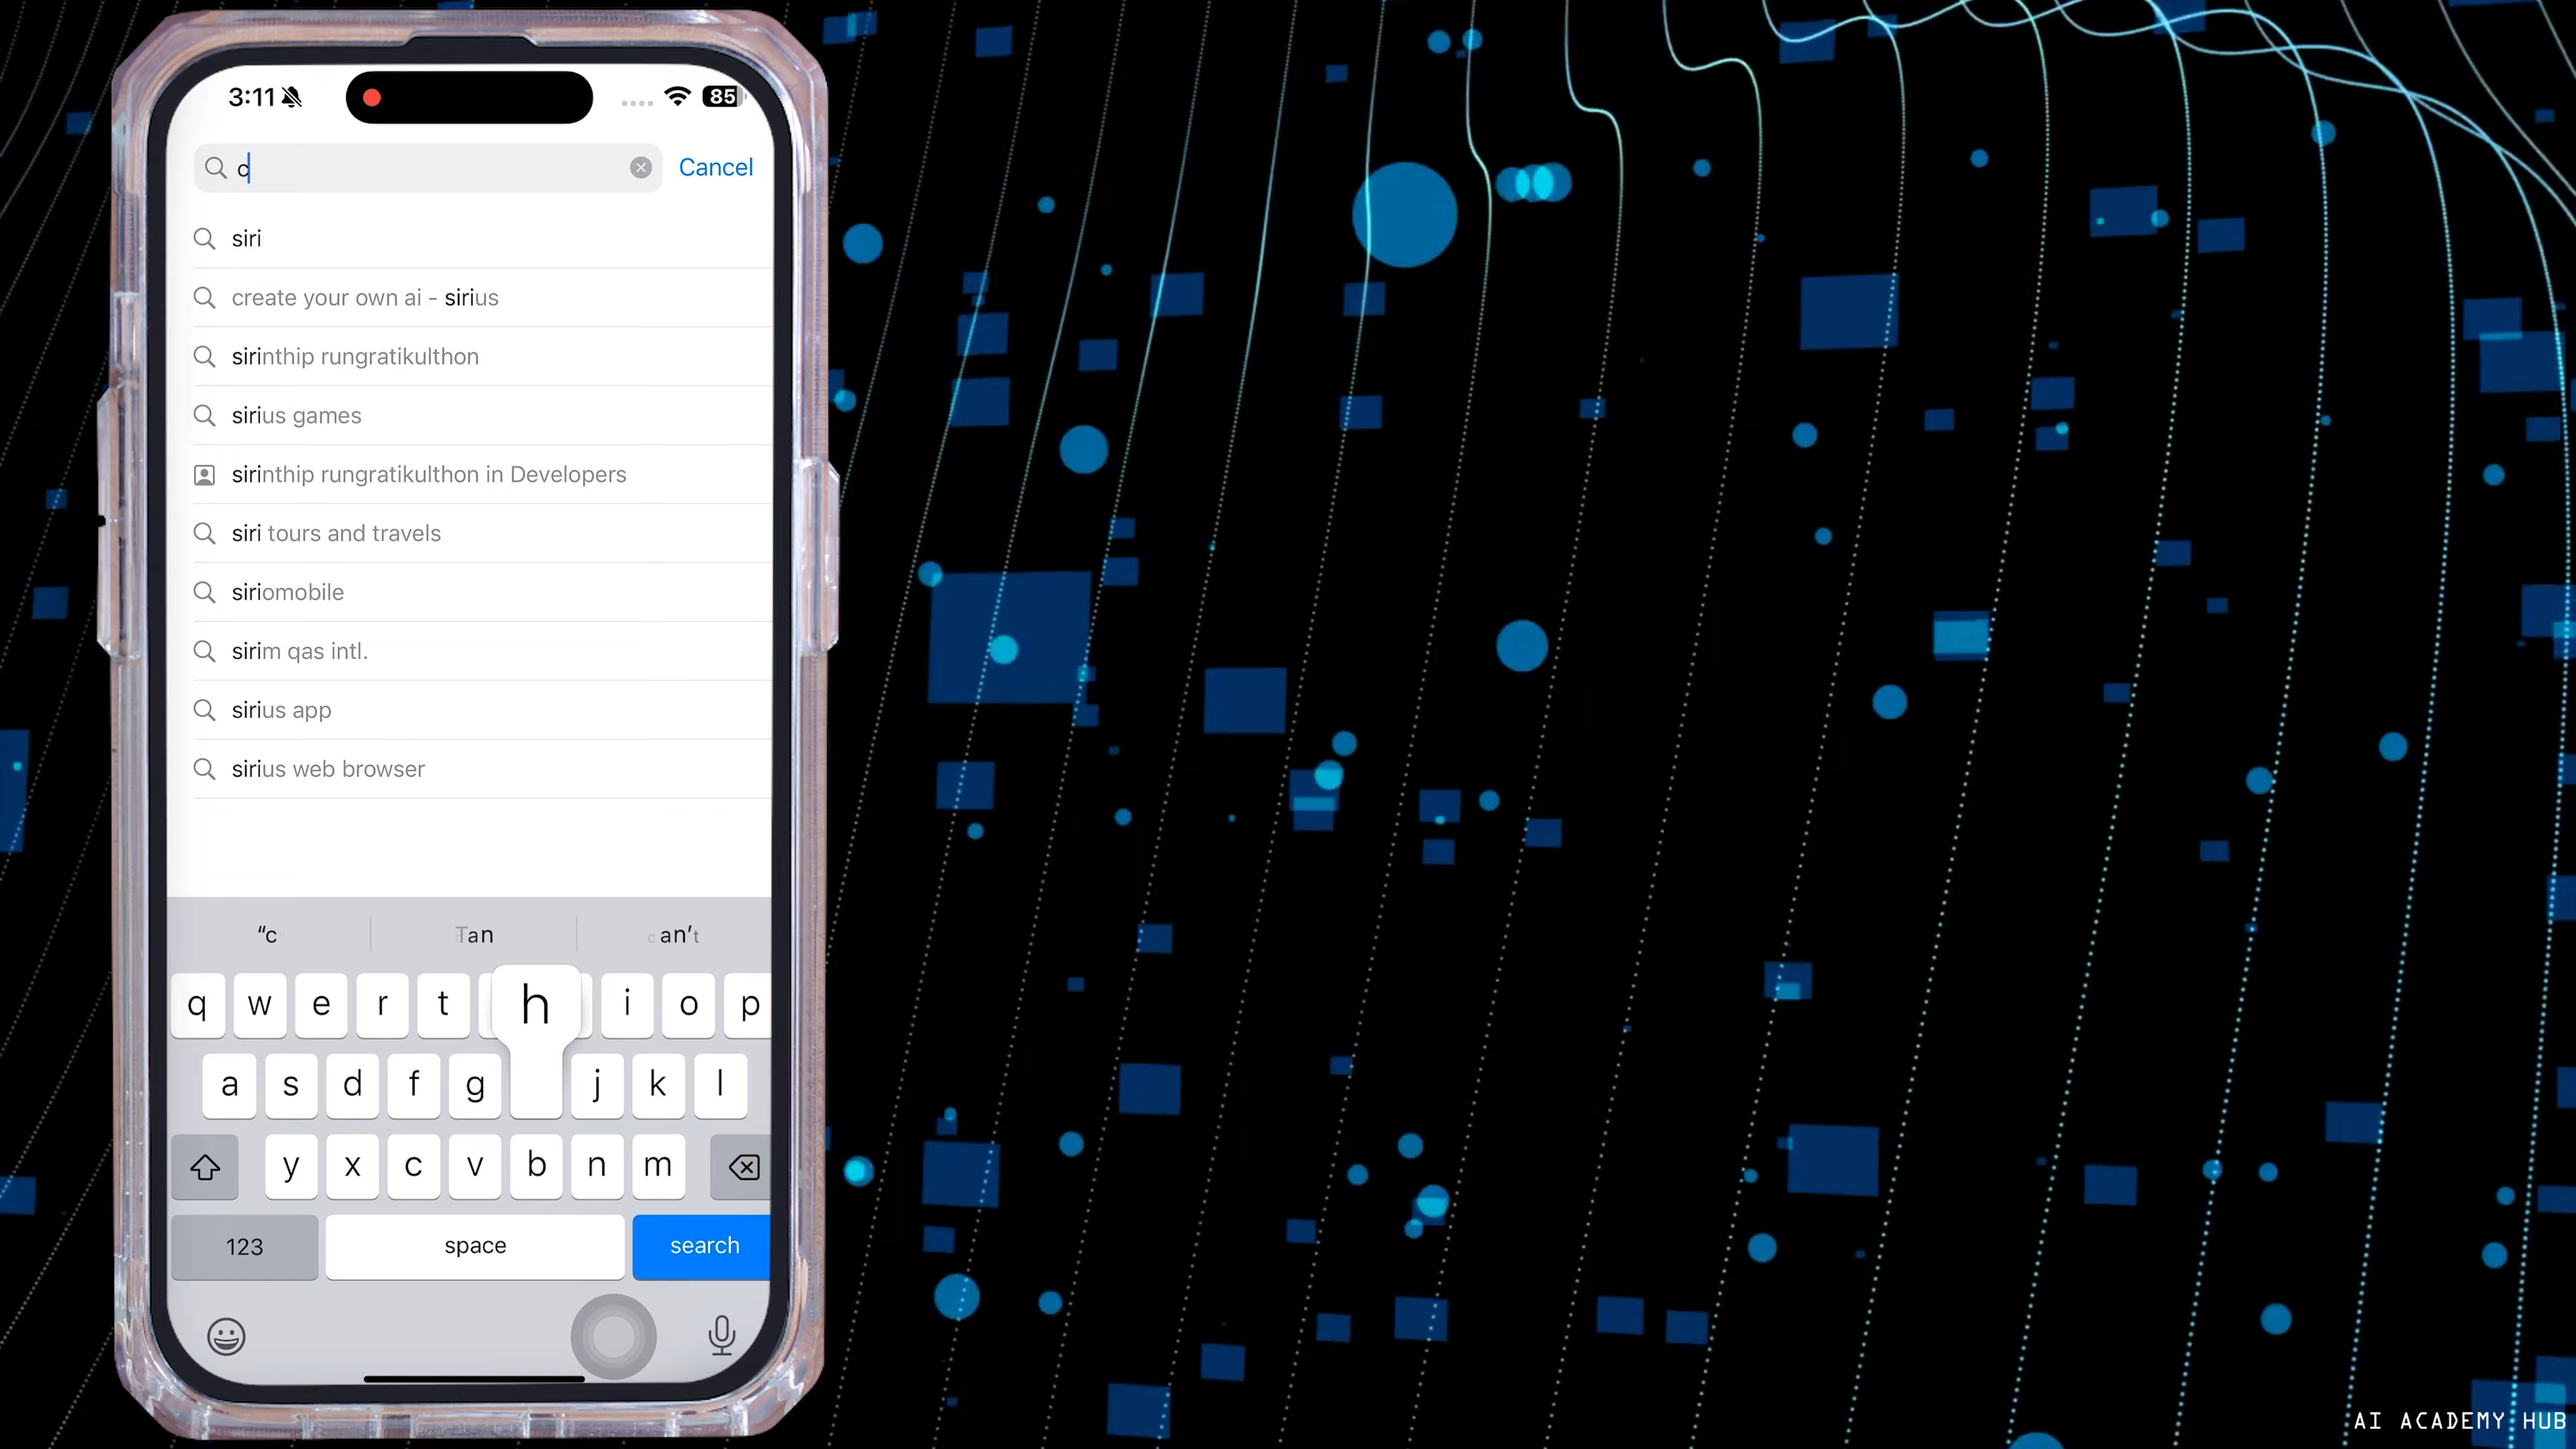 3:11
85
c
Cancel
siri
create your own ai - sirius
sirinthip rungratikulthon
sirius games
sirinthip rungratikulthon in Developers
siri tours and travels
siriomobile
sirim qas intl.
sirius app
sirius web browser
“c
Tan
can't
q w e r t h i o p
a s d f g j k l
y x c v b n m
123
space
search
AI ACADEMY HUB